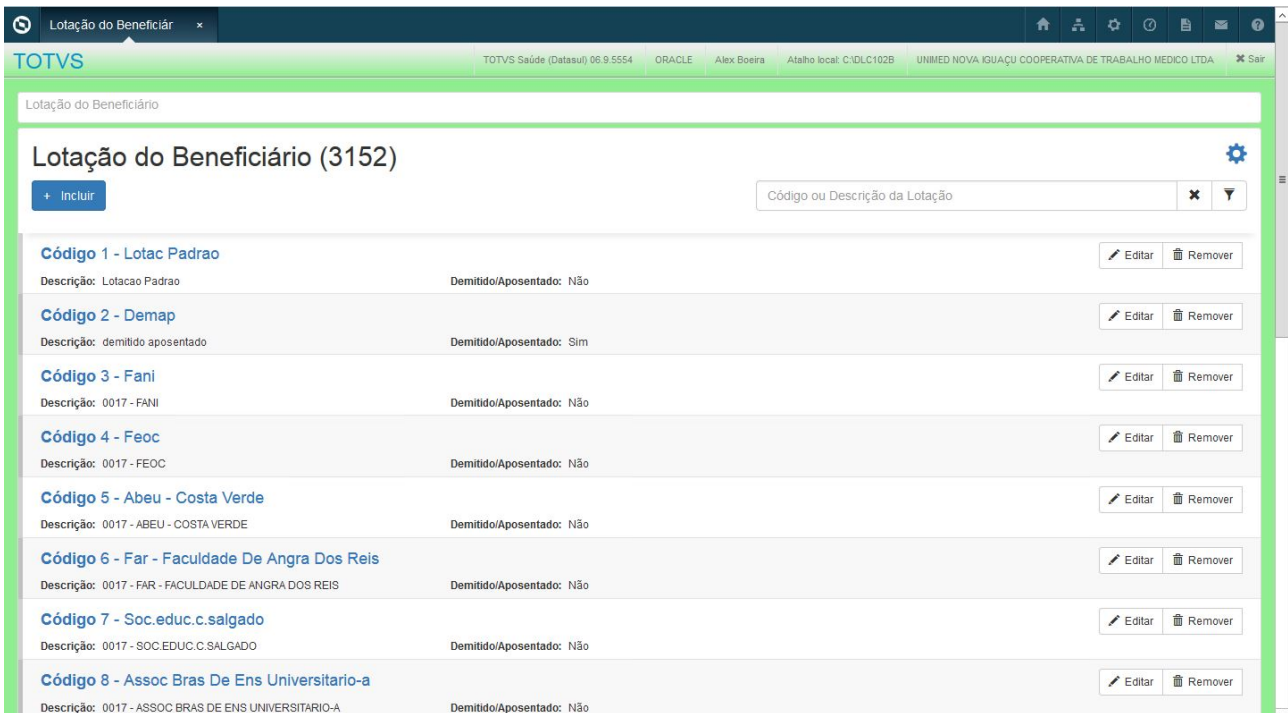 Lotação do Beneficiár ×
TOTVS
TOTVS Saúde (Datasul) 06.9.5554 ORACLE Alex Boeira Atalho local: C:\DLC102B UNIMED NOVA IGUAÇU COOPERATIVA DE TRABALHO MEDICO LTDA ✖ Sair
Lotação do Beneficiário
Lotação do Beneficiário (3152)
+ Incluir
Código ou Descrição da Lotação
Código 1 - Lotac Padrao Editar Remover
Descrição: Lotacao Padrao Demitido/Aposentado: Não
Código 2 - Demap Editar Remover
Descrição: demitido aposentado Demitido/Aposentado: Sim
Código 3 - Fani Editar Remover
Descrição: 0017 - FANI Demitido/Aposentado: Não
Código 4 - Feoc Editar Remover
Descrição: 0017 - FEOC Demitido/Aposentado: Não
Código 5 - Abeu - Costa Verde Editar Remover
Descrição: 0017 - ABEU - COSTA VERDE Demitido/Aposentado: Não
Código 6 - Far - Faculdade De Angra Dos Reis Editar Remover
Descrição: 0017 - FAR - FACULDADE DE ANGRA DOS REIS Demitido/Aposentado: Não
Código 7 - Soc.educ.c.salgado Editar Remover
Descrição: 0017 - SOC.EDUC.C.SALGADO Demitido/Aposentado: Não
Código 8 - Assoc Bras De Ens Universitario-a Editar Remover
Descrição: 0017 - ASSOC BRAS DE ENS UNIVERSITARIO-A Demitido/Aposentado: Não